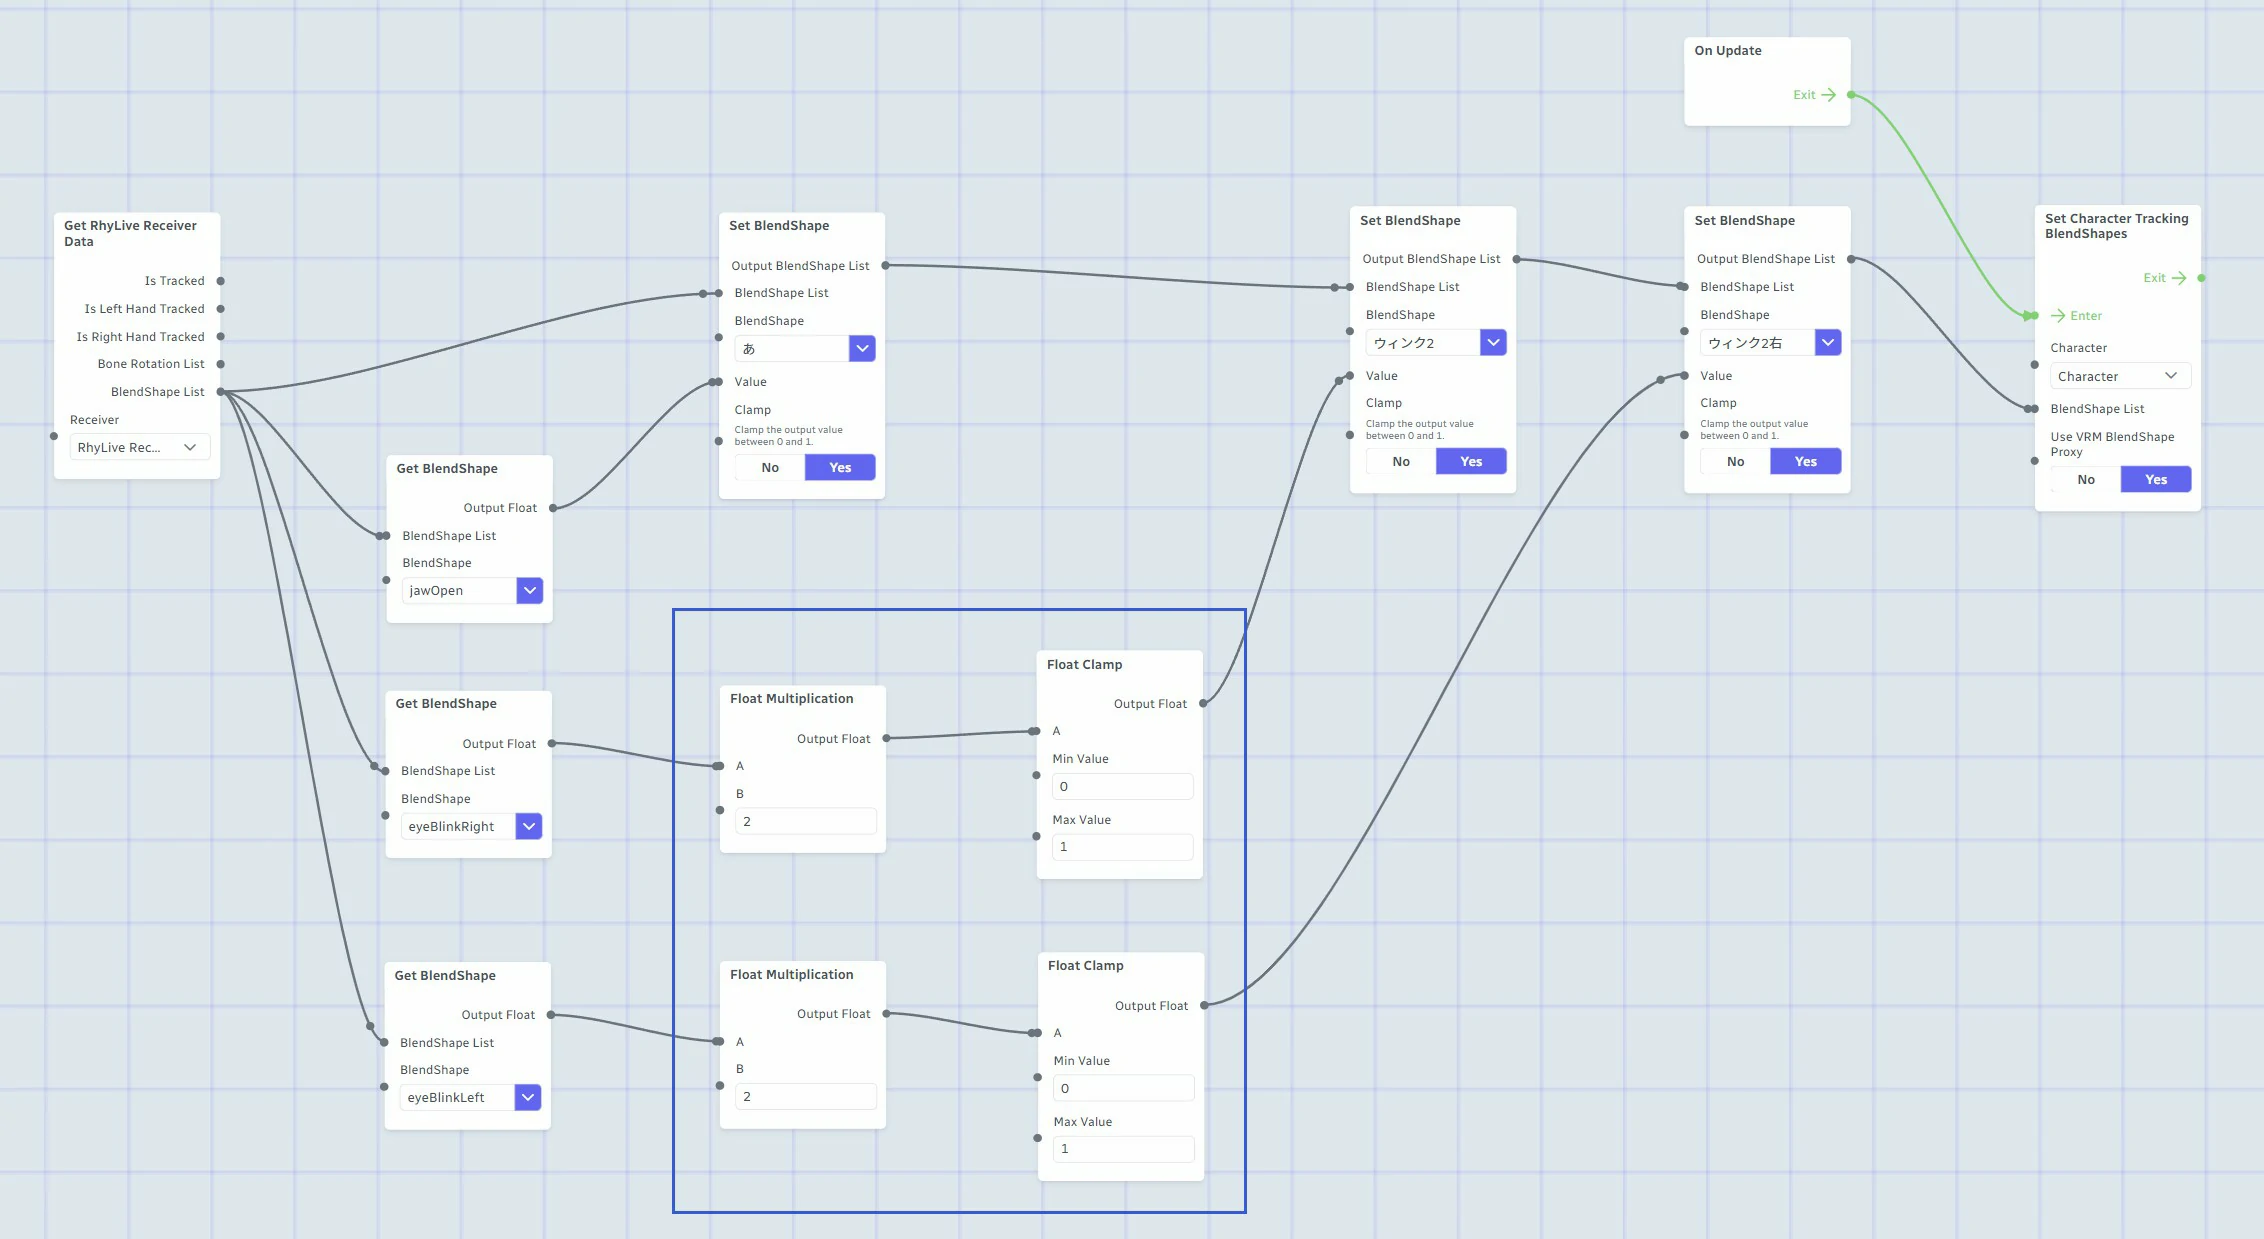 On Update
Exit
Get RhyLive Receiver
Data
Is Tracked
Is Left Hand Tracked
Is Right Hand Tracked
Bone Rotation List
BlendShape List
Receiver
RhyLive Rec...
Get BlendShape
Output Float
BlendShape List
BlendShape
jawOpen
Get BlendShape
Output Float
BlendShape List
BlendShape
eyeBlinkRight
Get BlendShape
Output Float
BlendShape List
BlendShape
eyeBlinkLeft
Set BlendShape
Output BlendShape List
BlendShape List
BlendShape
あ
Value
Clamp
Clamp the output value
between 0 and 1.
No Yes
Float Multiplication
Output Float
A
B
2
Float Multiplication
Output Float
A
B
2
Float Clamp
Output Float
A
Min Value
0
Max Value
1
Float Clamp
Output Float
A
Min Value
0
Max Value
1
Set BlendShape
Output BlendShape List
BlendShape List
BlendShape
ウィンク2
Value
Clamp
Clamp the output value
between 0 and 1.
No Yes
Set BlendShape
Output BlendShape List
BlendShape List
BlendShape
ウィンク2右
Value
Clamp
Clamp the output value
between 0 and 1.
No Yes
Set Character Tracking
BlendShapes
Exit
Enter
Character
Character
BlendShape List
Use VRM BlendShape
Proxy
No Yes